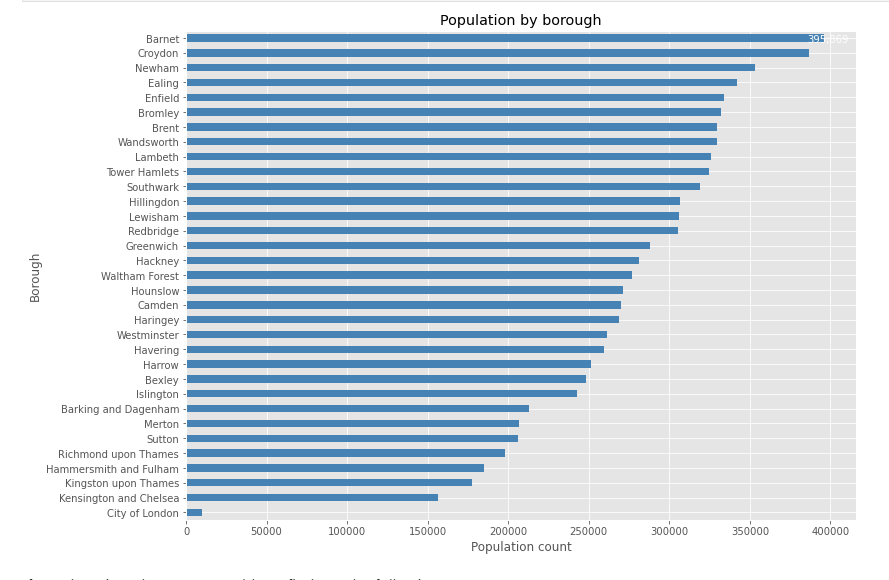 Population by borough
Barnet
395,869
Croydon
Newham
Ealing
Enfield
Bromley
Brent
Wandsworth
Lambeth
Tower Hamlets
Southwark
Hillingdon
Lewisham
Redbridge
Greenwich
Hackney
Waltham Forest
Hounslow
Camden
Haringey
Westminster
Havering
Harrow
Bexley
Islington
Barking and Dagenham
Merton
Sutton
Richmond upon Thames
Hammersmith and Fulham
Kingston upon Thames
Kensington and Chelsea
City of London
Borough
0 50000 100000 150000 200000 250000 300000 350000 400000
Population count